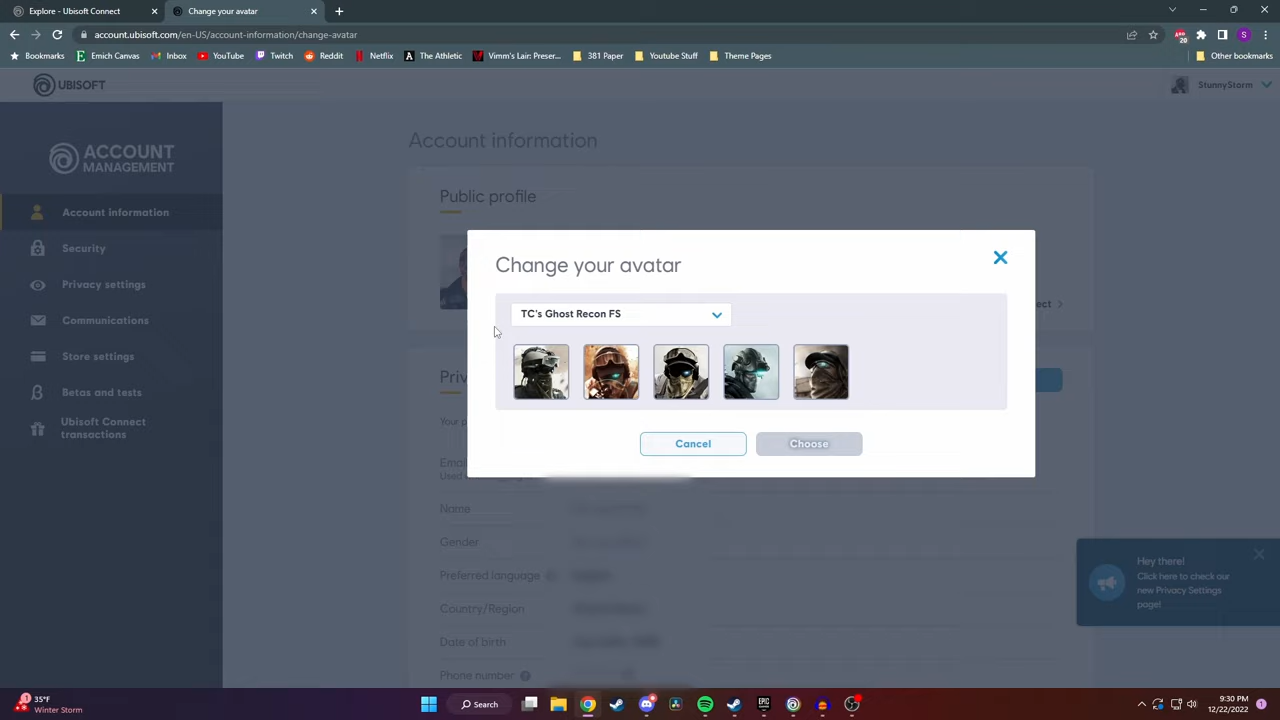 Explore - Ubisoft Connect
Change your avatar
account.ubisoft.com/en-US/account-information/change-avatar
20
S
Bookmarks
Emich Canvas
Inbox
YouTube
Twitch
Reddit
The Athletic
Vimm's Lair: Preser...
381 Paper
Youtube Stuff
Theme Pages
Other bookmarks
UBISOFT
StunnyStorm
ACCOUNT
MANAGEMENT
Account information
Security
Privacy settings
Communications
Store settings
Betas and tests
Ubisoft Connect
transactions
Account information
Public profile
Change your avatar
TC's Ghost Recon FS
Cancel
Choose
Name
Gender
Preferred language
Country/Region
Date of birth
Phone number
Hey there!
Click here to check our
new Privacy Settings
page!
1
35°F
Winter Storm
Search
9:30 PM
12/22/2022